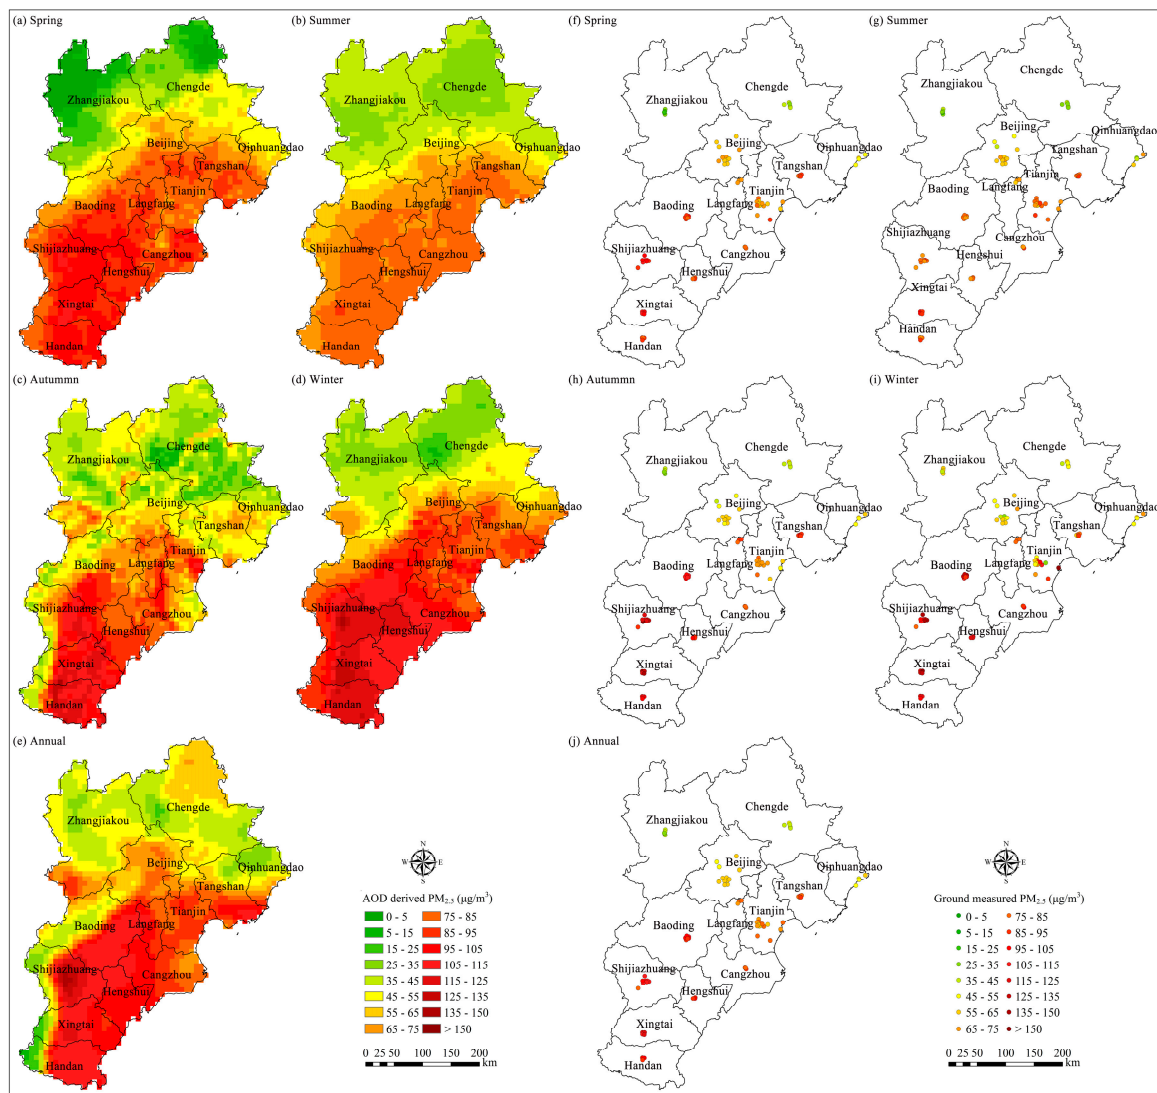 (a) Spring
Zhangjiakou
Chengde
Beijing
Qinhuangdao
Tangshan
Tianjin
Langfang
Baoding
Shijiazhuang
Cangzhou
Hengshui
Xingtai
Handan
(b) Summer
Chengde
Zhangjiakou
Beijing
Qinhuangdao
Tangshan
Tianjin
Langfang
Baoding
Shijiazhuang
Cangzhou
Hengshui
Xingtai
Handan
(f) Spring
Chengde
Zhangjiakou
Beijing
Qinhuangdao
Tangshan
Tianjin
Langfang
Baoding
Shijiazhuang
Cangzhou
Hengshui
Xingtai
Handan
(g) Summer
Chengde
Zhangjiakou
Beijing
Qinhuangdao
Tangshan
Tianjin
Langfang
Baoding
Shijiazhuang
Cangzhou
Hengshui
Xingtai
Handan
(c) Autummn
Chengde
Zhangjiakou
Beijing
Qinhuangdao
Tangshan
Tianjin
Langfang
Baoding
Shijiazhuang
Cangzhou
Hengshui
Xingtai
Handan
(d) Winter
Chengde
Zhangjiakou
Beijing
Qinhuangdao
Tangshan
Tianjin
Langfang
Baoding
Shijiazhuang
Cangzhou
Hengshui
Xingtai
Handan
(h) Autummn
Chengde
Zhangjiakou
Beijing
Qinhuangdao
Tangshan
Tianjin
Langfang
Baoding
Shijiazhuang
Cangzhou
Hengshui
Xingtai
Handan
(i) Winter
Chengde
Zhangjiakou
Beijing
Qinhuangdao
Tangshan
Tianjin
Langfang
Baoding
Shijiazhuang
Cangzhou
Hengshui
Xingtai
Handan
(e) Annual
Chengde
Zhangjiakou
Beijing
Qinhuangdao
Tangshan
Tianjin
Langfang
Baoding
Shijiazhuang
Cangzhou
Hengshui
Xingtai
Handan
N
W E
S
AOD derived PM2.5 (μg/m³)
0 - 5 75 - 85
5 - 15 85 - 95
15 - 25 95 - 105
25 - 35 105 - 115
35 - 45 115 - 125
45 - 55 125 - 135
55 - 65 135 - 150
65 - 75 > 150
0 25 50 100 150 200
km
(j) Annual
Chengde
Zhangjiakou
Beijing
Qinhuangdao
Tangshan
Tianjin
Langfang
Baoding
Shijiazhuang
Cangzhou
Hengshui
Xingtai
Handan
N
W E
S
Ground measured PM2.5 (μg/m³)
0 - 5 75 - 85
5 - 15 85 - 95
15 - 25 95 - 105
25 - 35 105 - 115
35 - 45 115 - 125
45 - 55 125 - 135
55 - 65 135 - 150
65 - 75 > 150
0 25 50 100 150 200
km